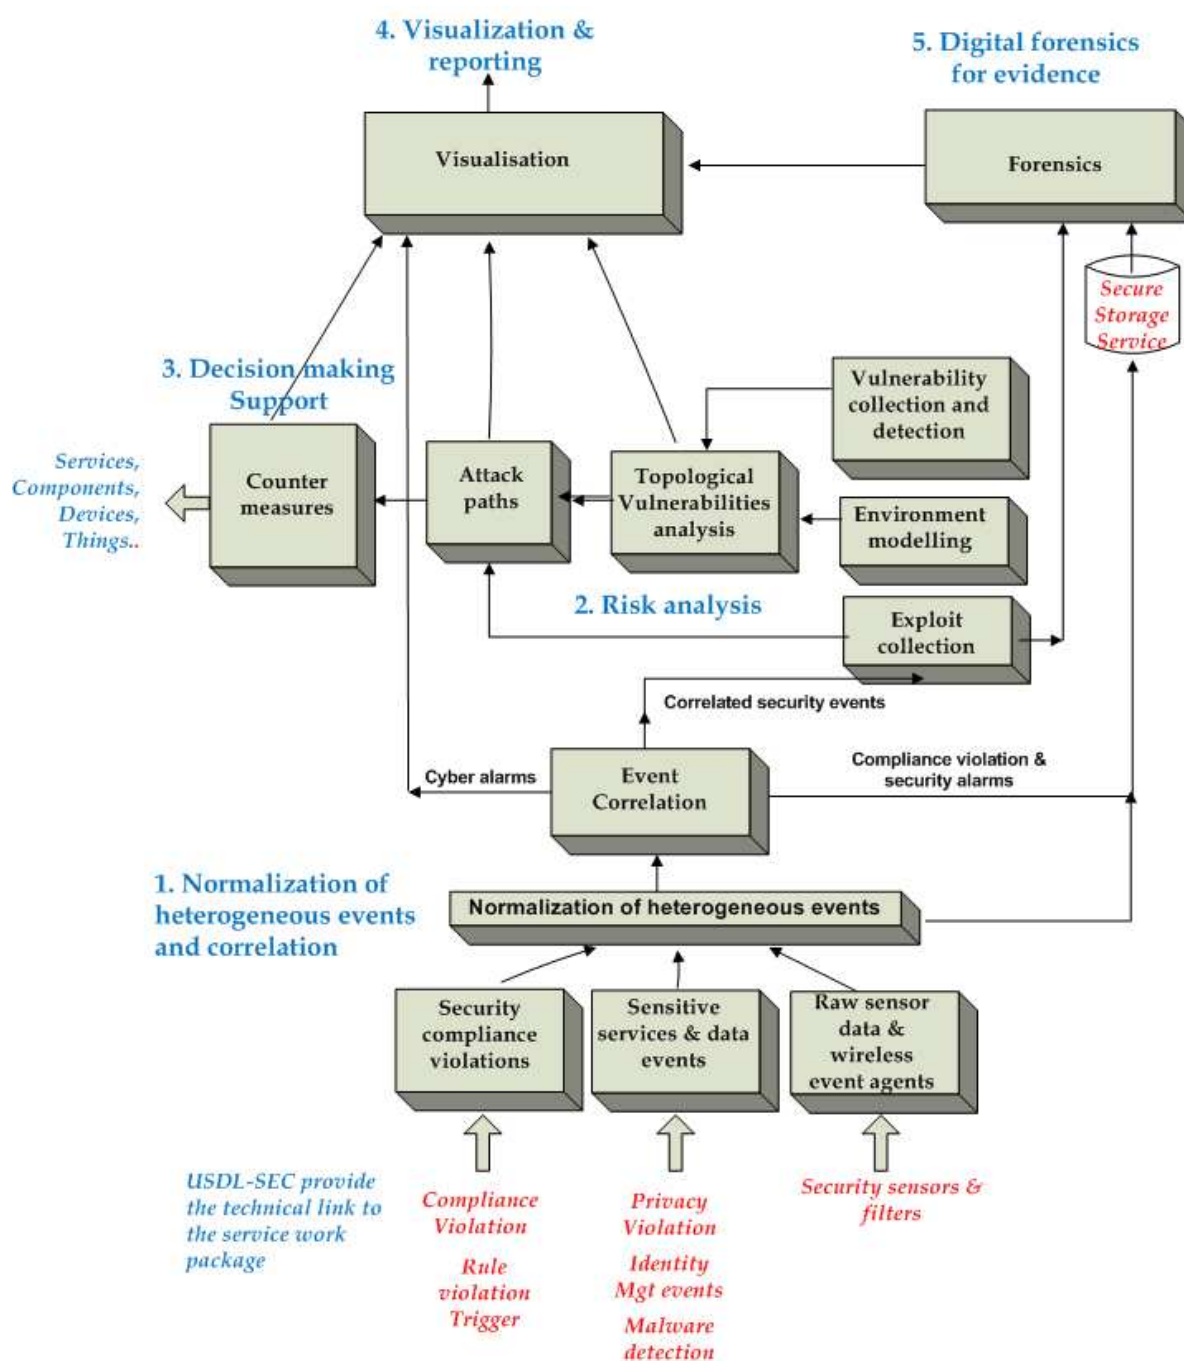 4. Visualization &
reporting
5. Digital forensics
for evidence
Visualisation
Forensics
Secure
Storage
Service
3. Decision making
Support
Vulnerability
collection and
detection
Services,
Components,
Devices,
Things..
Counter
measures
Attack
paths
Topological
Vulnerabilities
analysis
Environment
modelling
2. Risk analysis
Exploit
collection
Correlated security events
Cyber alarms
Event
Correlation
Compliance violation &
security alarms
1. Normalization of
heterogeneous events
and correlation
Normalization of heterogeneous events
Security
compliance
violations
Sensitive
services & data
events
Raw sensor
data &
wireless
event agents
USDL-SEC provide
the technical link to
the service work
package
Compliance
Violation
Rule
violation
Trigger
Privacy
Violation
Identity
Mgt events
Malware
detection
Security sensors &
filters